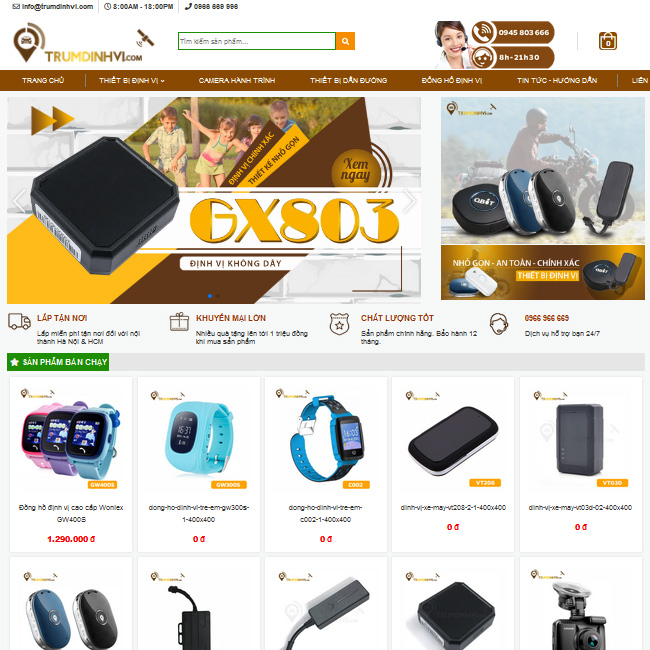 info@trumdinhvi.com 8:00AM - 18:00PM 0966 669 996
TRUMDINHVI.COM
Tìm kiếm sản phẩm...
0945 803 666
8h-21h30
0
TRANG CHỦ THIẾT BỊ ĐỊNH VỊ CAMERA HÀNH TRÌNH THIẾT BỊ DẪN ĐƯỜNG ĐỒNG HỒ ĐỊNH VỊ TIN TỨC - HƯỚNG DẪN LIÊN
ĐỊNH VỊ CHÍNH XÁC
THIẾT KẾ NHỎ GỌN
Xem
ngay
GX803
ĐỊNH VỊ KHÔNG DÂY
TRUMDINHVI.COM
QBIT
NHỎ GỌN - AN TOÀN - CHÍNH XÁC
THIẾT BỊ ĐỊNH VỊ
LẮP TẬN NƠI
Lắp miễn phí tận nơi đối với nội
thành Hà Nội & HCM
KHUYẾN MẠI LỚN
Nhiều quà tặng lên tới 1 triệu đồng
khi mua sản phẩm
CHẤT LƯỢNG TỐT
Sản phẩm chính hãng. Bảo hành 12
tháng.
0966 966 669
Dịch vụ hỗ trợ bạn 24/7
SẢN PHẨM BÁN CHẠY
GW400S
Đồng hồ định vị cao cấp Wonlex
GW400S
1.290.000 đ
GW300S
dong-ho-dinh-vi-tre-em-gw300s-
1-400x400
0 đ
C002
dong-ho-dinh-vi-tre-em-
c002-1-400x400
0 đ
VT208
dinh-vi-xe-may-vt208-2-1-400x400
0 đ
VT03D
dinh-vi-xe-may-vt03d-02-400x400
0 đ